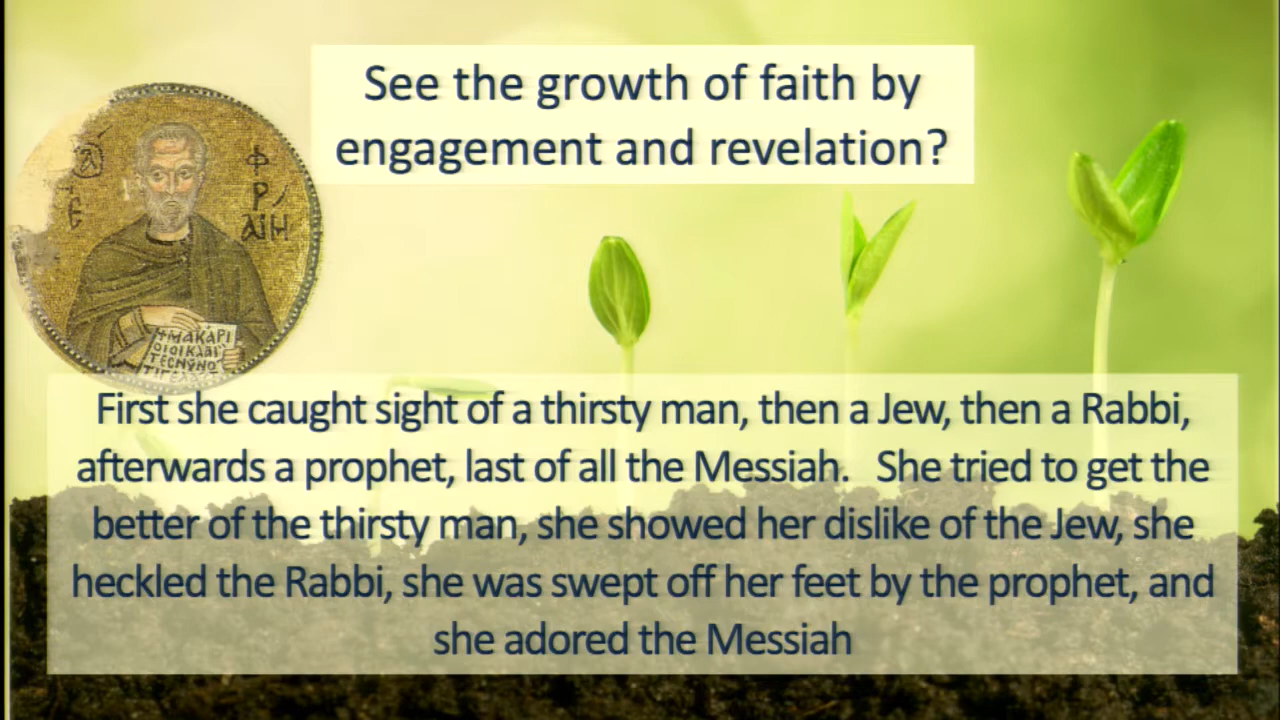 See the growth of faith by
engagement and revelation?
Φ
Ρ
ΑΙΜ
ΜΑΚΑΡΙ
ΟΙΟΙΚΛΑΙ
ΤΕCΝΥΝΟ
First she caught sight of a thirsty man, then a Jew, then a Rabbi,
afterwards a prophet, last of all the Messiah.   She tried to get the
better of the thirsty man, she showed her dislike of the Jew, she
heckled the Rabbi, she was swept off her feet by the prophet, and
she adored the Messiah